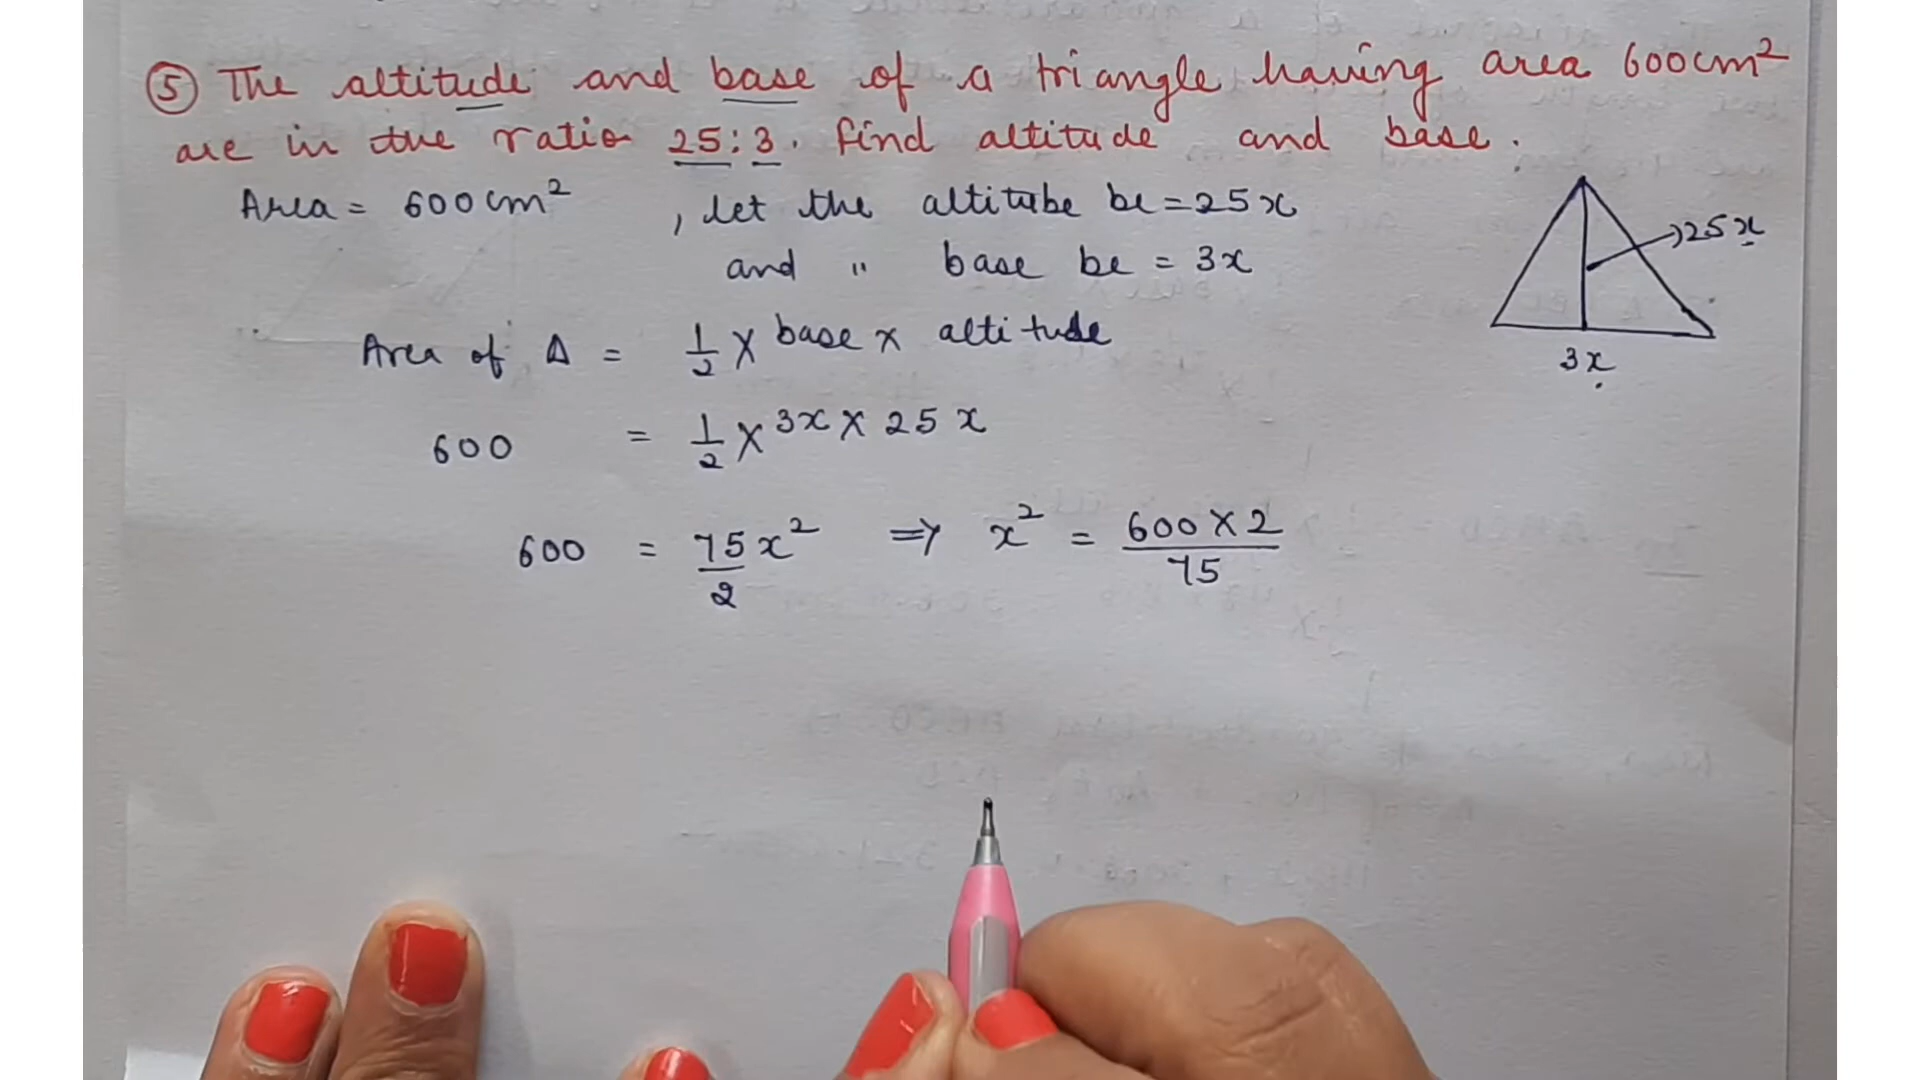 ⑤ The altitude and base of a triangle having area 600cm²
are in the ratio 25:3. find altitude and base.
Area = 600cm² , let the altitube be = 25x
and " base be = 3x
25x
3x
Area of Δ = 1/2 × base × altitude
600 = 1/2 × 3x × 25x
600 = 75/2 x² ⇒ x² = 600×2/75